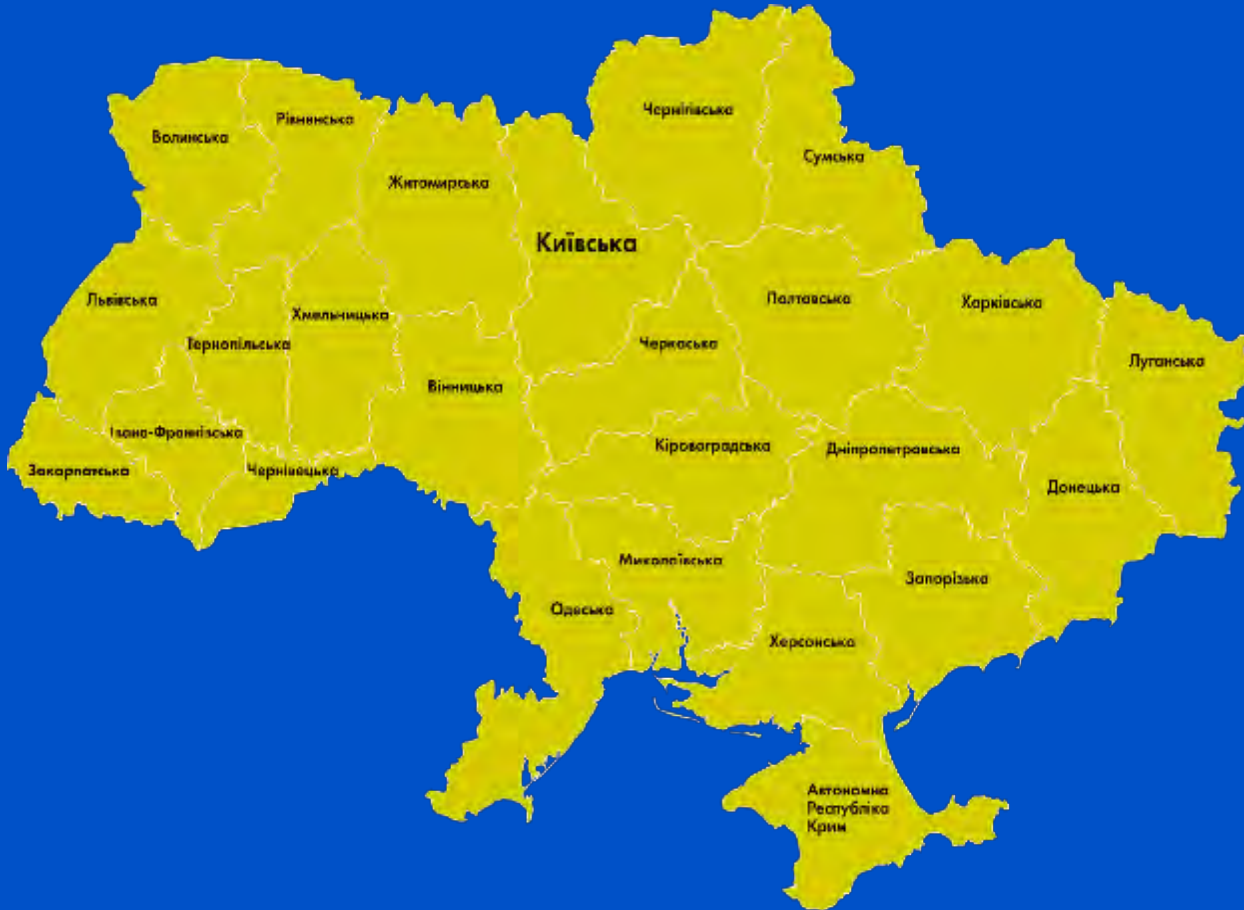 Чернігівська
Рівненська
Волинська
Сумська
Житомирська
Київська
Львівська
Полтавська
Харківська
Хмельницька
Тернопільська
Черкаська
Луганська
Вінницька
Івано-Франківська
Кіровоградська
Дніпропетровська
Закарпатська
Чернівецька
Донецька
Миколаївська
Запорізька
Одеська
Херсонська
Автономна
Республіка
Крим